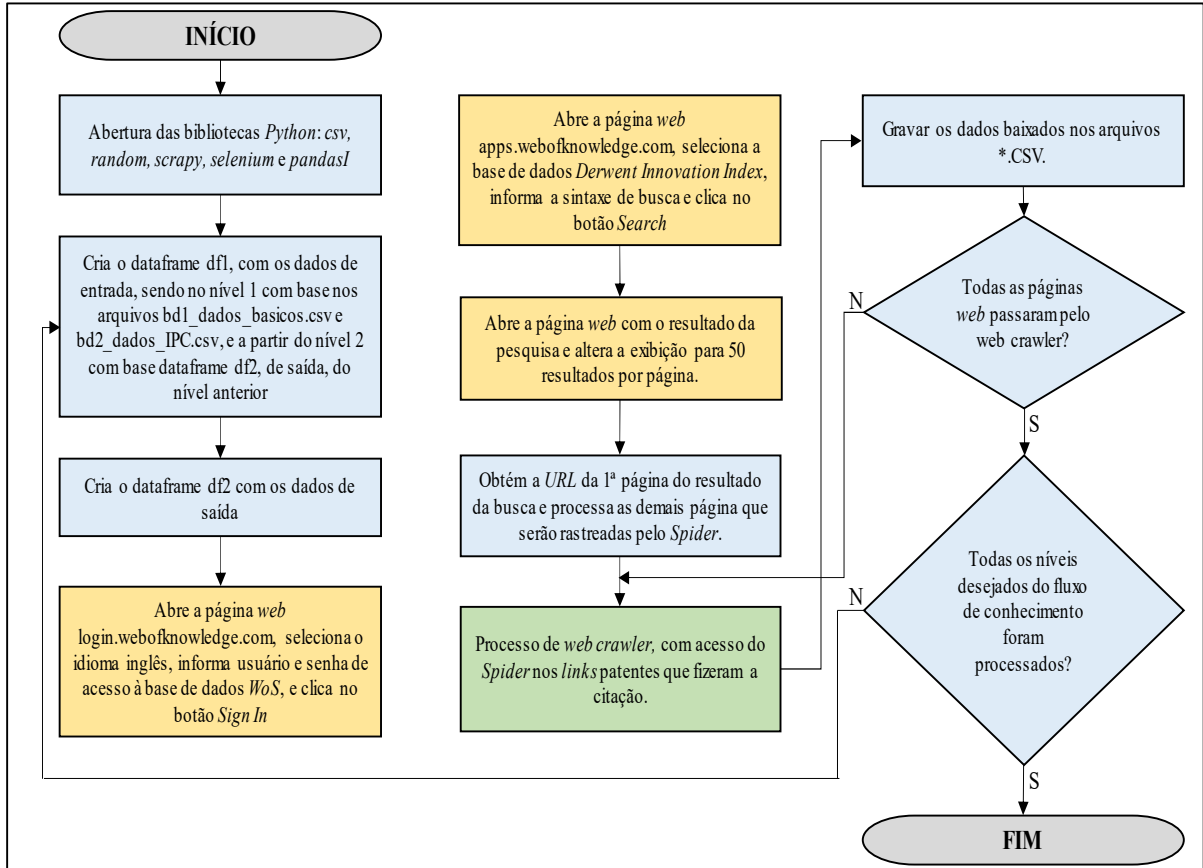 INÍCIO
Abertura das bibliotecas Python: csv,
random, scrapy, selenium e pandasI
Cria o dataframe df1, com os dados de
entrada, sendo no nível 1 com base nos
arquivos bd1_dados_basicos.csv e
bd2_dados_IPC.csv, e a partir do nível 2
com base dataframe df2, de saída, do
nível anterior
Cria o dataframe df2 com os dados de
saída
Abre a página web
login.webofknowledge.com, seleciona o
idioma inglês, informa usuário e senha de
acesso à base de dados WoS, e clica no
botão Sign In
Abre a página web
apps.webofknowledge.com, seleciona a
base de dados Derwent Innovation Index,
informa a sintaxe de busca e clica no
botão Search
Abre a página web com o resultado da
pesquisa e altera a exibição para 50
resultados por página.
Obtém a URL da 1ª página do resultado
da busca e processa as demais página que
serão rastreadas pelo Spider.
Processo de web crawler, com acesso do
Spider nos links patentes que fizeram a
citação.
Gravar os dados baixados nos arquivos
*.CSV.
Todas as páginas
web passaram pelo
web crawler?
N
S
Todas os níveis
desejados do fluxo
de conhecimento
foram
processados?
N
S
FIM